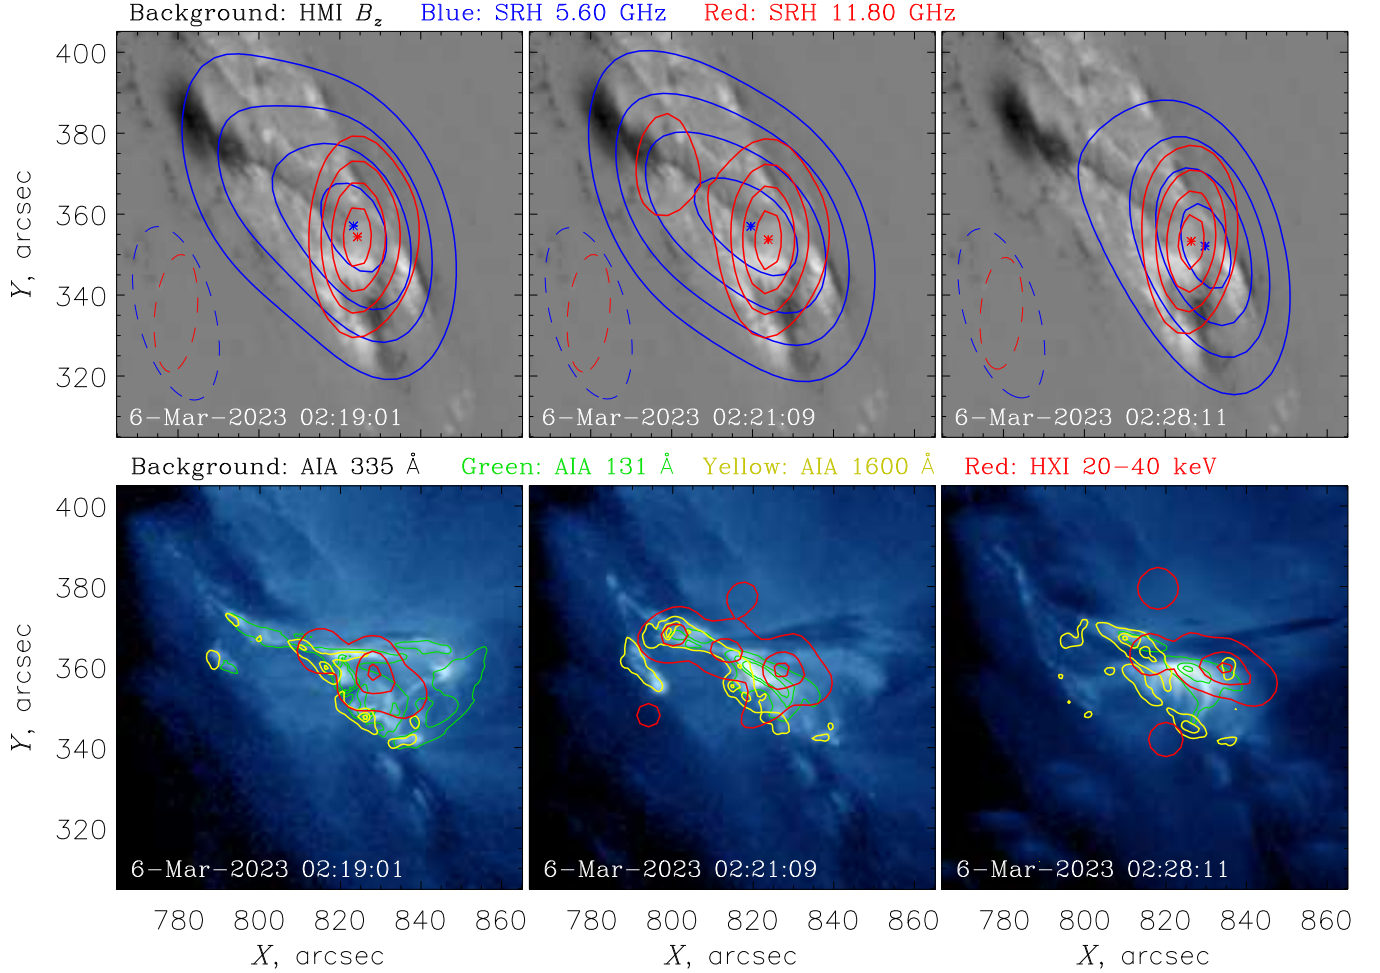 Background: HMI Bz Blue: SRH 5.60 GHz Red: SRH 11.80 GHz
400
380
360
340
320
Y, arcsec
6-Mar-2023 02:19:01 6-Mar-2023 02:21:09 6-Mar-2023 02:28:11
Background: AIA 335 Å Green: AIA 131 Å Yellow: AIA 1600 Å Red: HXI 20-40 keV
400
380
360
340
320
Y, arcsec
6-Mar-2023 02:19:01 6-Mar-2023 02:21:09 6-Mar-2023 02:28:11
780 800 820 840 860 780 800 820 840 860 780 800 820 840 860
X, arcsec X, arcsec X, arcsec